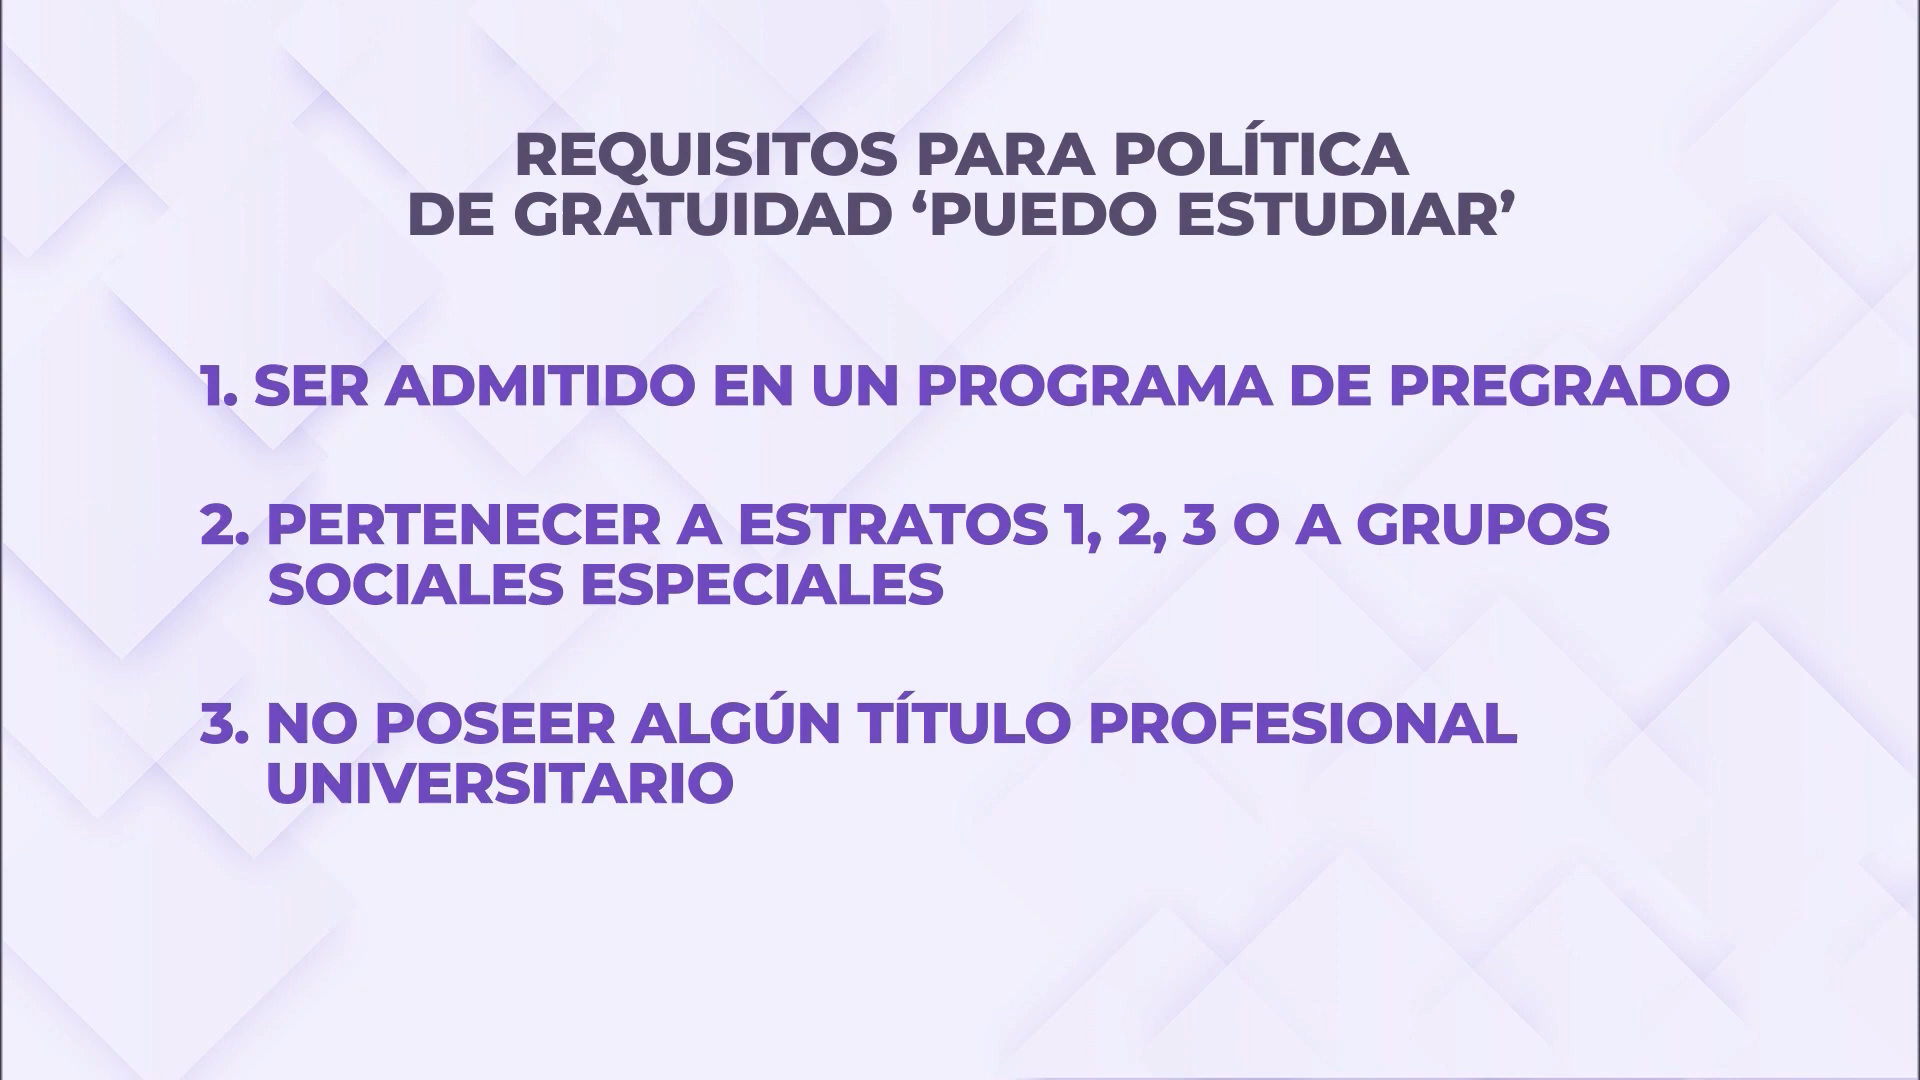 REQUISITOS PARA POLÍTICA
DE GRATUIDAD ‘PUEDO ESTUDIAR’
1. SER ADMITIDO EN UN PROGRAMA DE PREGRADO
2. PERTENECER A ESTRATOS 1, 2, 3 O A GRUPOS
SOCIALES ESPECIALES
3. NO POSEER ALGÚN TÍTULO PROFESIONAL
UNIVERSITARIO